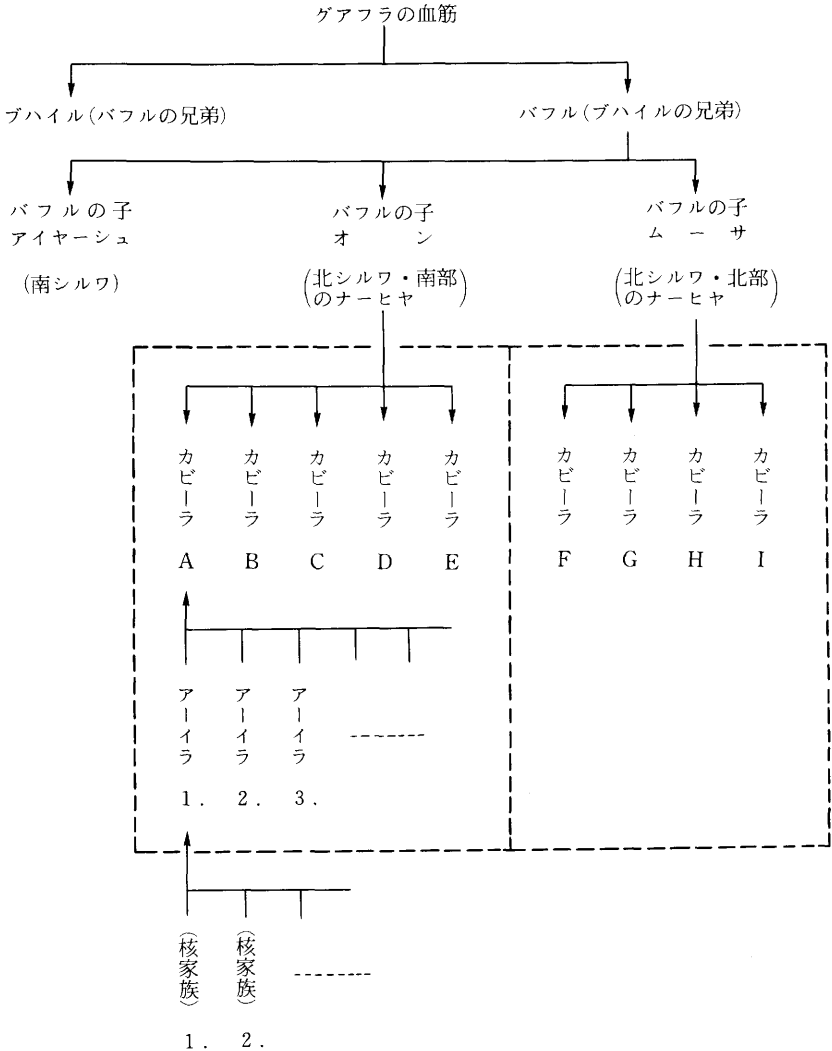 グアフラの血筋
ブハイル(バフルの兄弟)
バフル(ブハイルの兄弟)
バフルの子
アイヤーシュ
(南シルワ)
バフルの子
オン
(北シルワ・南部
のナーヒヤ)
バフルの子
ムーサ
(北シルワ・北部
のナーヒヤ)
カビーラ
A
カビーラ
B
カビーラ
C
カビーラ
D
カビーラ
E
カビーラ
F
カビーラ
G
カビーラ
H
カビーラ
I
アーイラ
1.
アーイラ
2.
アーイラ
3.
(核家族)
1.
(核家族)
2.